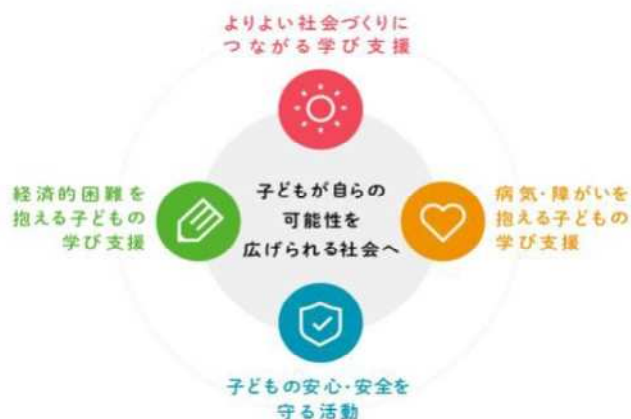 よりよい社会づくりに
つながる学び支援
経済的困難を
抱える子どもの
学び支援
子どもが自らの
可能性を
広げられる社会へ
病気・障がいを
抱える子どもの
学び支援
子どもの安心・安全を
守る活動